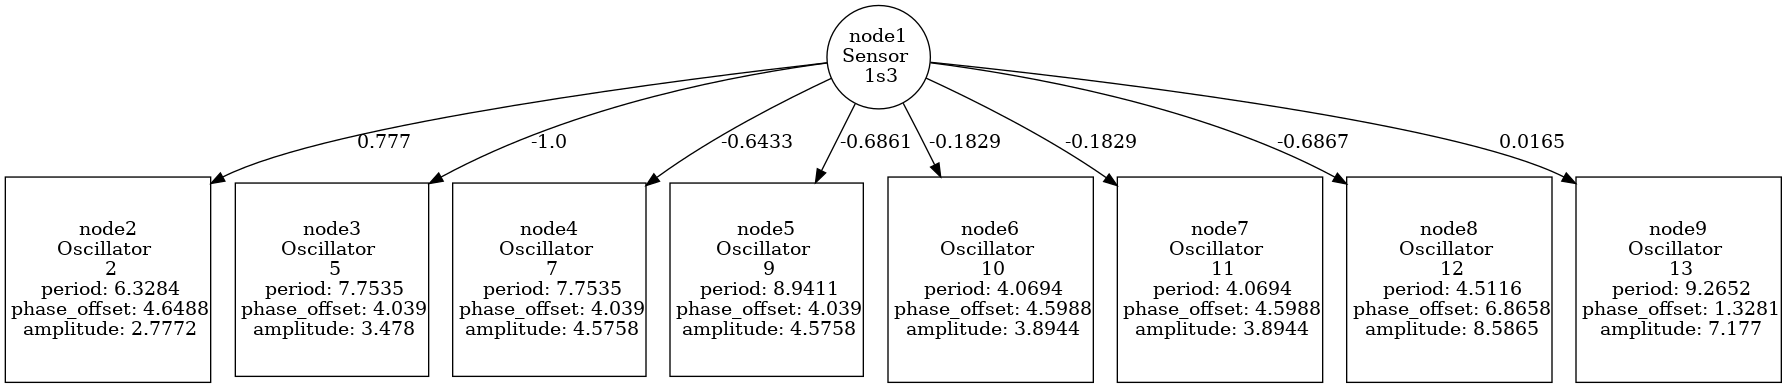 node1
Sensor
1s3
0.777
-1.0
-0.6433
-0.6861
-0.1829
-0.1829
-0.6867
0.0165
node2
Oscillator
2
period: 6.3284
phase_offset: 4.6488
amplitude: 2.7772
node3
Oscillator
5
period: 7.7535
phase_offset: 4.039
amplitude: 3.478
node4
Oscillator
7
period: 7.7535
phase_offset: 4.039
amplitude: 4.5758
node5
Oscillator
9
period: 8.9411
phase_offset: 4.039
amplitude: 4.5758
node6
Oscillator
10
period: 4.0694
phase_offset: 4.5988
amplitude: 3.8944
node7
Oscillator
11
period: 4.0694
phase_offset: 4.5988
amplitude: 3.8944
node8
Oscillator
12
period: 4.5116
phase_offset: 6.8658
amplitude: 8.5865
node9
Oscillator
13
period: 9.2652
phase_offset: 1.3281
amplitude: 7.177